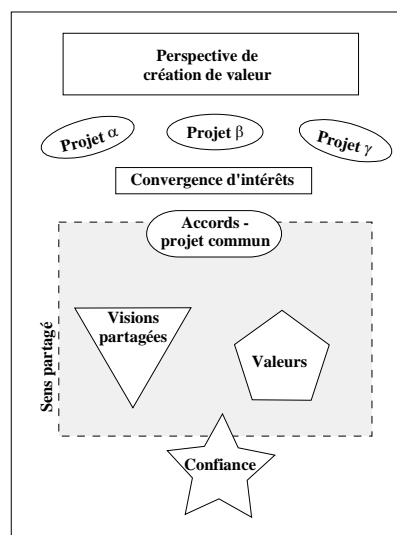 Perspective de
création de valeur
Projet α
Projet β
Projet γ
Convergence d'intérêts
Accords -
projet commun
Sens partagé
Visions
partagées
Valeurs
Confiance